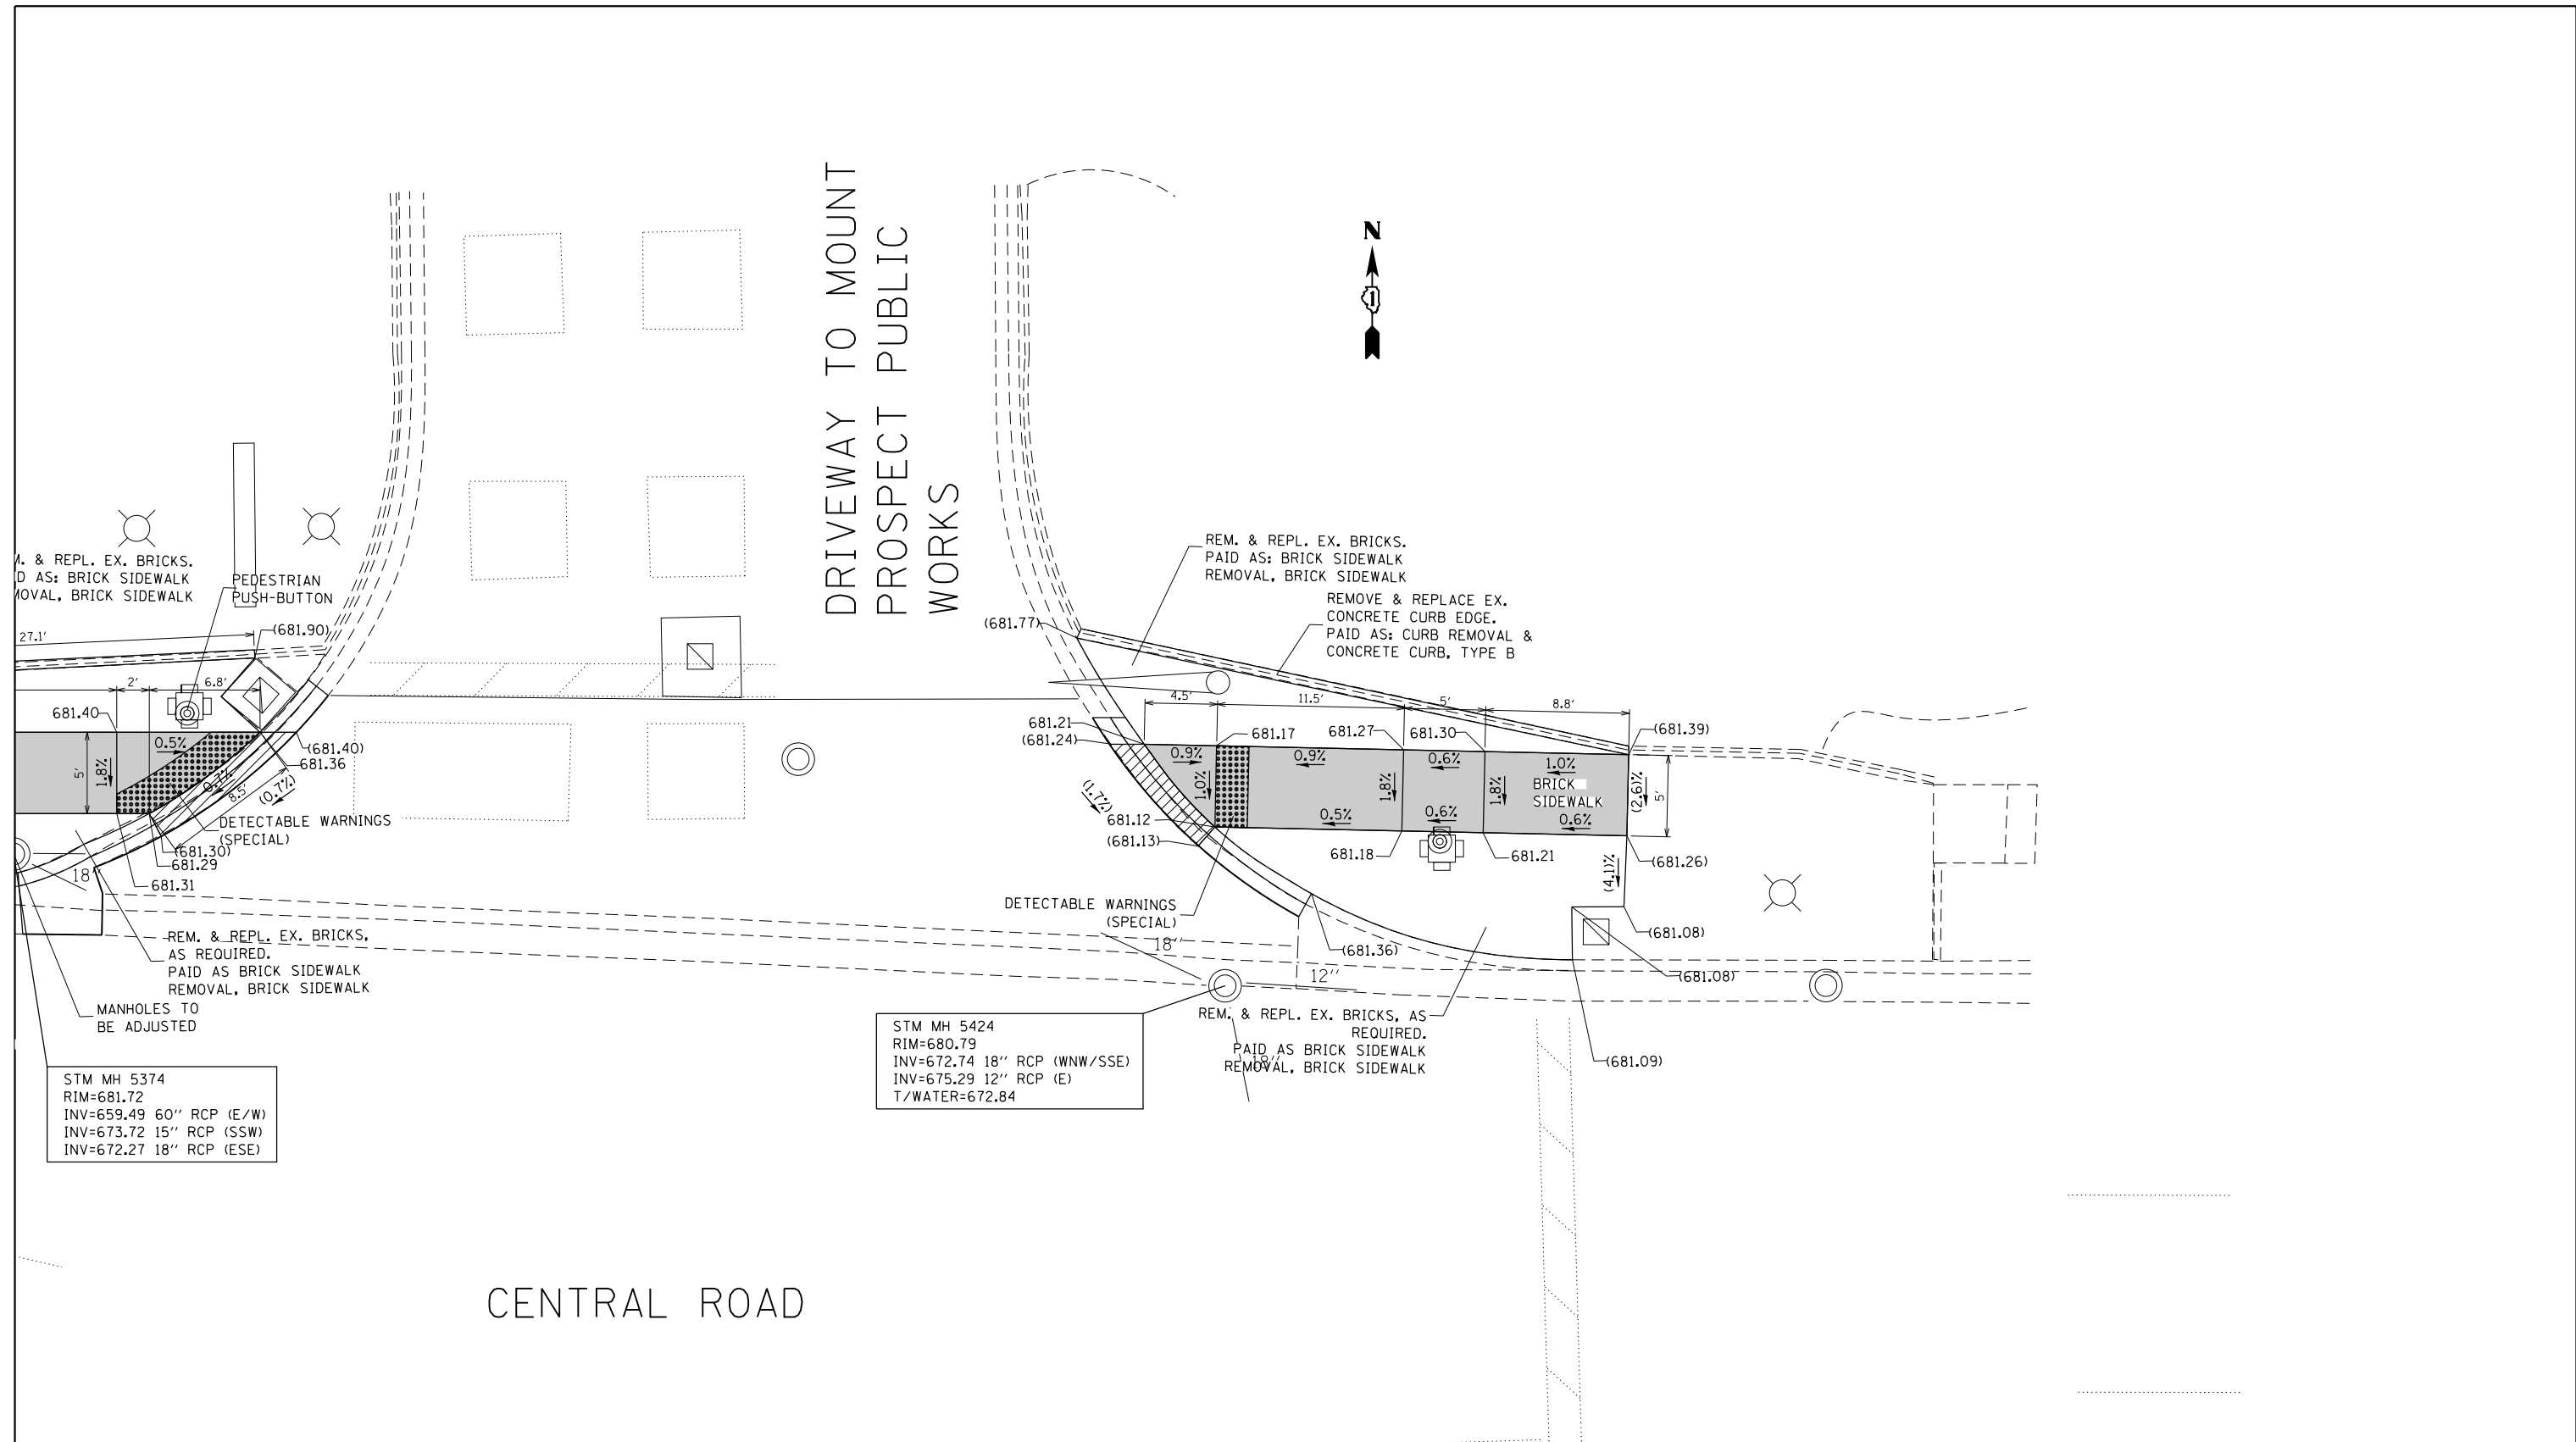 DRIVEWAY TO MOUNT
PROSPECT PUBLIC
WORKS
N
1
M. & REPL. EX. BRICKS.
D AS: BRICK SIDEWALK
MOVAL, BRICK SIDEWALK
PEDESTRIAN
PUSH-BUTTON
27.1'
(681.90)
2'
6.8'
681.40
0.5%
5'
1.8%
(681.40)
681.36
0.7%
8.5'
(0.7%)
DETECTABLE WARNINGS
(SPECIAL)
(681.30)
681.29
681.31
18''
REM. & REPL. EX. BRICKS,
AS REQUIRED.
PAID AS BRICK SIDEWALK
REMOVAL, BRICK SIDEWALK
MANHOLES TO
BE ADJUSTED
STM MH 5374
RIM=681.72
INV=659.49 60'' RCP (E/W)
INV=673.72 15'' RCP (SSW)
INV=672.27 18'' RCP (ESE)
REM. & REPL. EX. BRICKS.
PAID AS: BRICK SIDEWALK
REMOVAL, BRICK SIDEWALK
REMOVE & REPLACE EX.
CONCRETE CURB EDGE.
PAID AS: CURB REMOVAL &
CONCRETE CURB, TYPE B
(681.77)
4.5'
11.5'
5'
8.8'
681.21
(681.24)
681.17
681.27
681.30
(681.39)
0.9%
0.9%
0.6%
1.0%
1.0%
1.8%
1.8%
BRICK
SIDEWALK
(2.6)%
5'
(1.7%)
0.5%
0.6%
0.6%
681.12
(681.13)
681.18
681.21
(681.26)
(4.1)%
DETECTABLE WARNINGS
(SPECIAL)
18''
(681.36)
(681.08)
(681.08)
12''
REM. & REPL. EX. BRICKS, AS
REQUIRED.
PAID AS BRICK SIDEWALK
REMOVAL, BRICK SIDEWALK
18''
(681.09)
STM MH 5424
RIM=680.79
INV=672.74 18'' RCP (WNW/SSE)
INV=675.29 12'' RCP (E)
T/WATER=672.84
CENTRAL ROAD